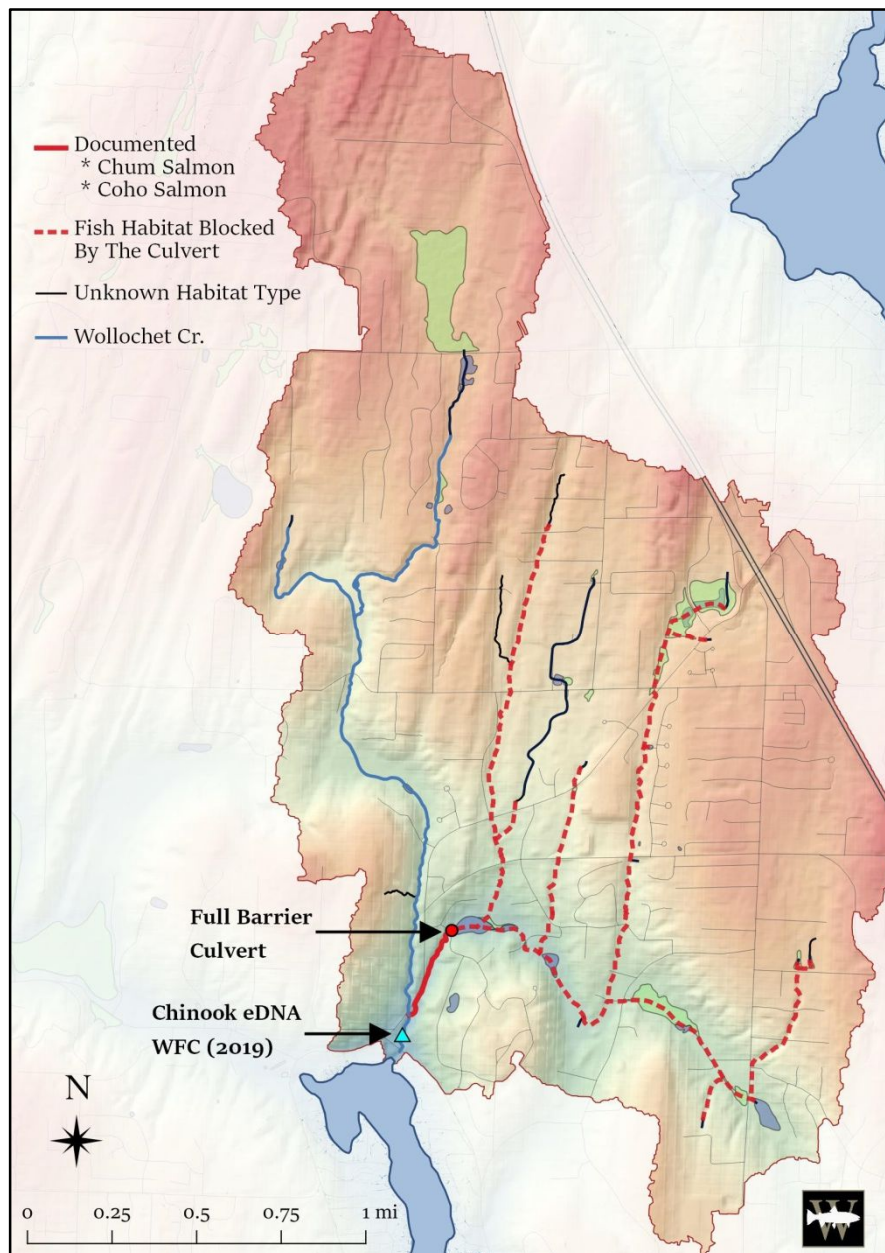 Documented
* Chum Salmon
* Coho Salmon
Fish Habitat Blocked
By The Culvert
Unknown Habitat Type
Wollochet Cr.
Full Barrier
Culvert
Chinook eDNA
WFC (2019)
N
0 0.5 0.25 0.75 1 mi
W